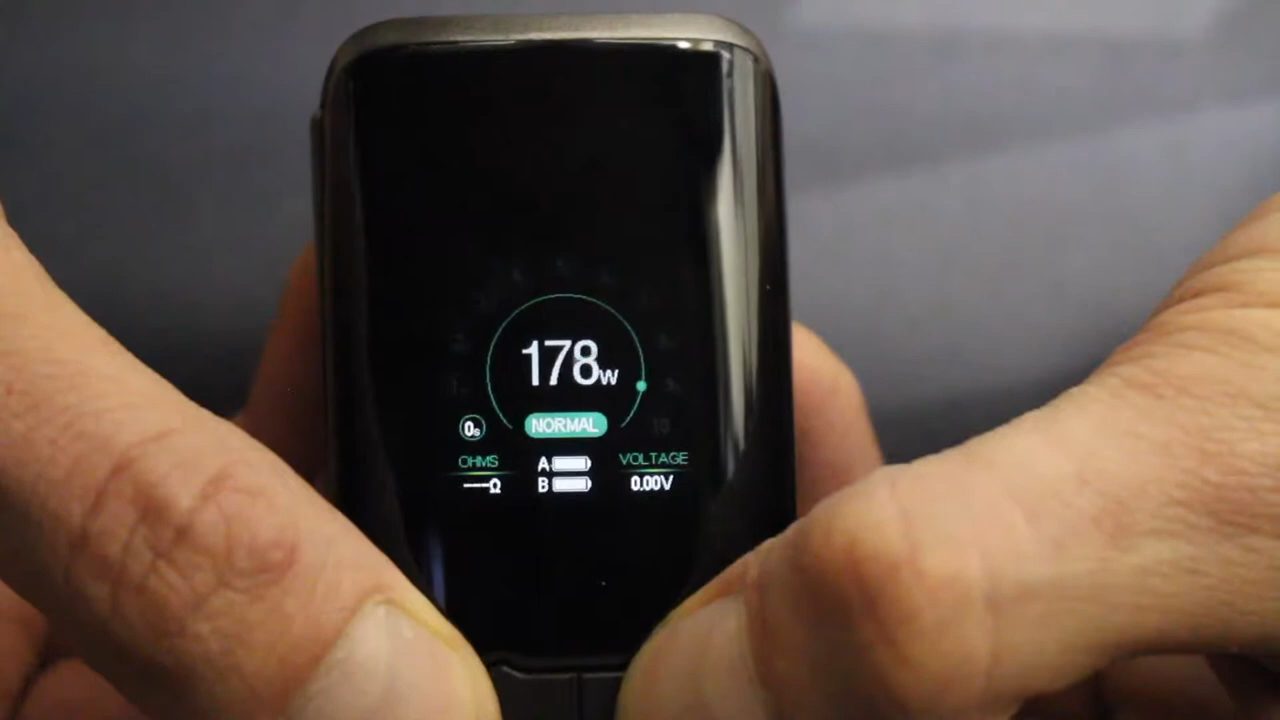 178W
0s
NORMAL
OHMS
A
VOLTAGE
---Ω
B
0.00V